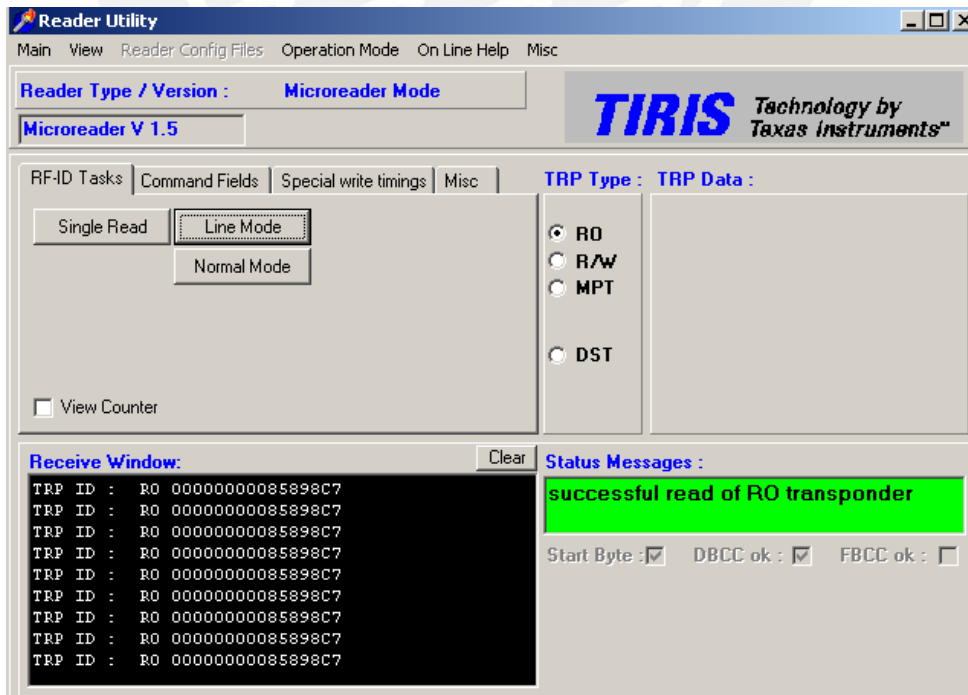 Reader Utility
Main View Reader Config Files Operation Mode On Line Help Misc
Reader Type / Version : Microreader Mode
Microreader V 1.5
TIRIS Technology by
Texas Instruments™
RF-ID Tasks Command Fields Special write timings Misc
Single Read Line Mode
Normal Mode
View Counter
TRP Type : TRP Data :
RO
R/W
MPT
DST
Receive Window: Clear
TRP ID : RO 00000000085898C7
TRP ID : RO 00000000085898C7
TRP ID : RO 00000000085898C7
TRP ID : RO 00000000085898C7
TRP ID : RO 00000000085898C7
TRP ID : RO 00000000085898C7
TRP ID : RO 00000000085898C7
TRP ID : RO 00000000085898C7
TRP ID : RO 00000000085898C7
Status Messages :
successful read of RO transponder
Start Byte : DBCC ok : FBCC ok :